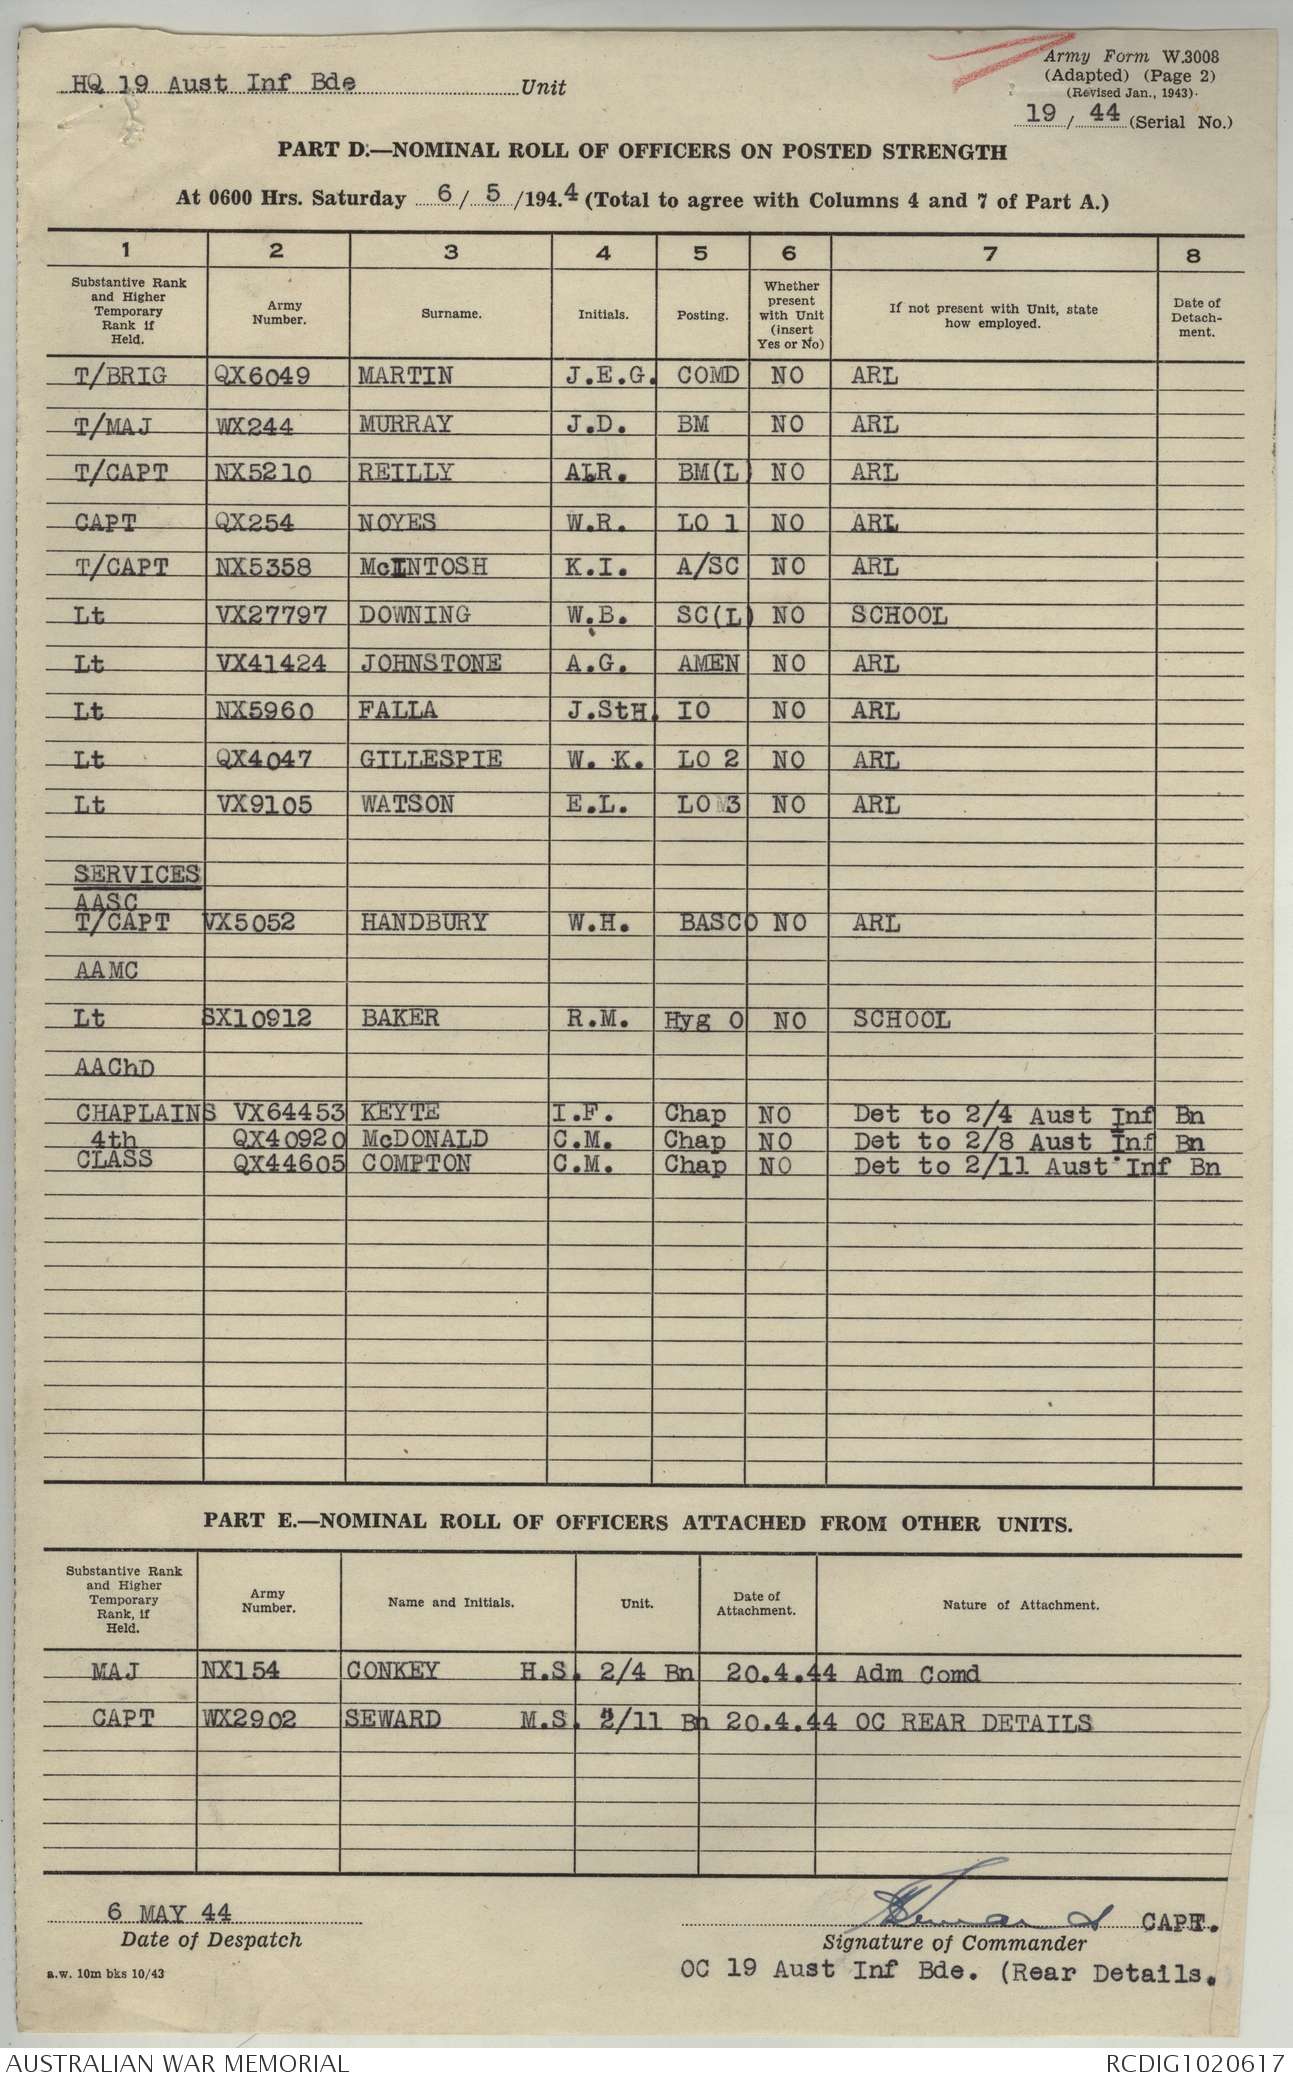 HQ 19 Aust Inf Bde Unit
Army Form W.3008
(Adapted) (Page 2)
(Revised Jan., 1943).
19 / 44 (Serial No.)
PART D.—NOMINAL ROLL OF OFFICERS ON POSTED STRENGTH
At 0600 Hrs. Saturday 6 / 5 /194.4 (Total to agree with Columns 4 and 7 of Part A.)
1 2 3 4 5 6 7 8
Substantive Rank and Higher Temporary Rank if Held. Army Number. Surname. Initials. Posting. Whether present with Unit (insert Yes or No) If not present with Unit, state how employed. Date of Detachment.
T/BRIG QX6049 MARTIN J.E.G. COMD NO ARL
T/MAJ WX244 MURRAY J.D. BM NO ARL
T/CAPT NX5210 REILLY ALR. BM(L) NO ARL
CAPT QX254 NOYES W.R. LO 1 NO ARL
T/CAPT NX5358 McINTOSH K.I. A/SC NO ARL
Lt VX27797 DOWNING W.B. SC(L) NO SCHOOL
Lt VX41424 JOHNSTONE A.G. AMEN NO ARL
Lt NX5960 FALLA J.StH. IO NO ARL
Lt QX4047 GILLESPIE W. K. LO 2 NO ARL
Lt VX9105 WATSON E.L. LO 3 NO ARL
SERVICES
AASC
T/CAPT VX5052 HANDBURY W.H. BASCO NO ARL
AAMC
Lt SX10912 BAKER R.M. Hyg O NO SCHOOL
AAChD
CHAPLAINS VX64453 KEYTE I.F. Chap NO Det to 2/4 Aust Inf Bn
4th QX40920 McDONALD C.M. Chap NO Det to 2/8 Aust Inf Bn
CLASS QX44605 COMPTON C.M. Chap NO Det to 2/11 Aust Inf Bn
PART E.—NOMINAL ROLL OF OFFICERS ATTACHED FROM OTHER UNITS.
Substantive Rank and Higher Temporary Rank, if Held. Army Number. Name and Initials. Unit. Date of Attachment. Nature of Attachment.
MAJ NX154 CONKEY H.S. 2/4 Bn 20.4.44 Adm Comd
CAPT WX2902 SEWARD M.S. 2/11 Bn 20.4.44 OC REAR DETAILS
6 MAY 44
Date of Despatch
CAPT.
Signature of Commander
OC 19 Aust Inf Bde. (Rear Details.
a.w. 10m bks 10/43
AUSTRALIAN WAR MEMORIAL
RCDIG1020617